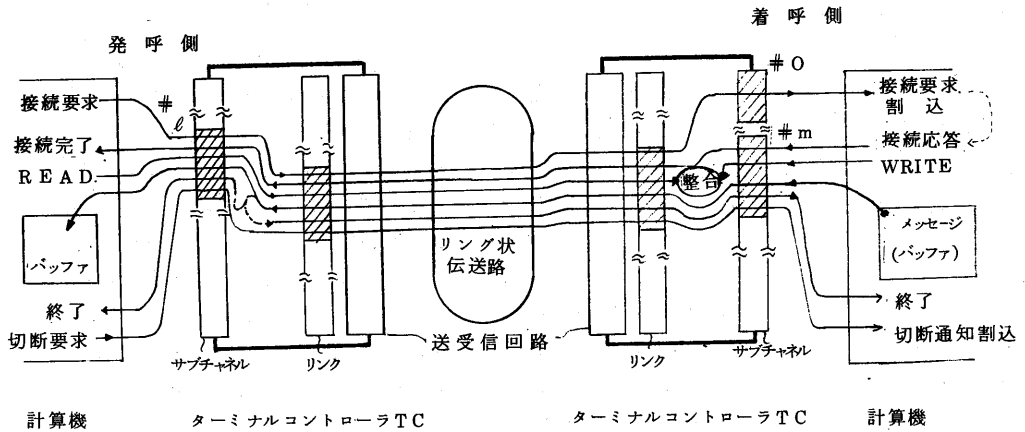 発呼側
着呼側
接続要求
接続完了
READ
バッファ
終了
切断要求
#
ℓ
リング状
伝送路
整合
#0
#m
接続要求
割込
接続応答
WRITE
メッセージ
(バッファ)
終了
切断通知割込
サブチャネル
リンク
送受信回路
リンク
サブチャネル
計算機
ターミナルコントローラTC
ターミナルコントローラTC
計算機